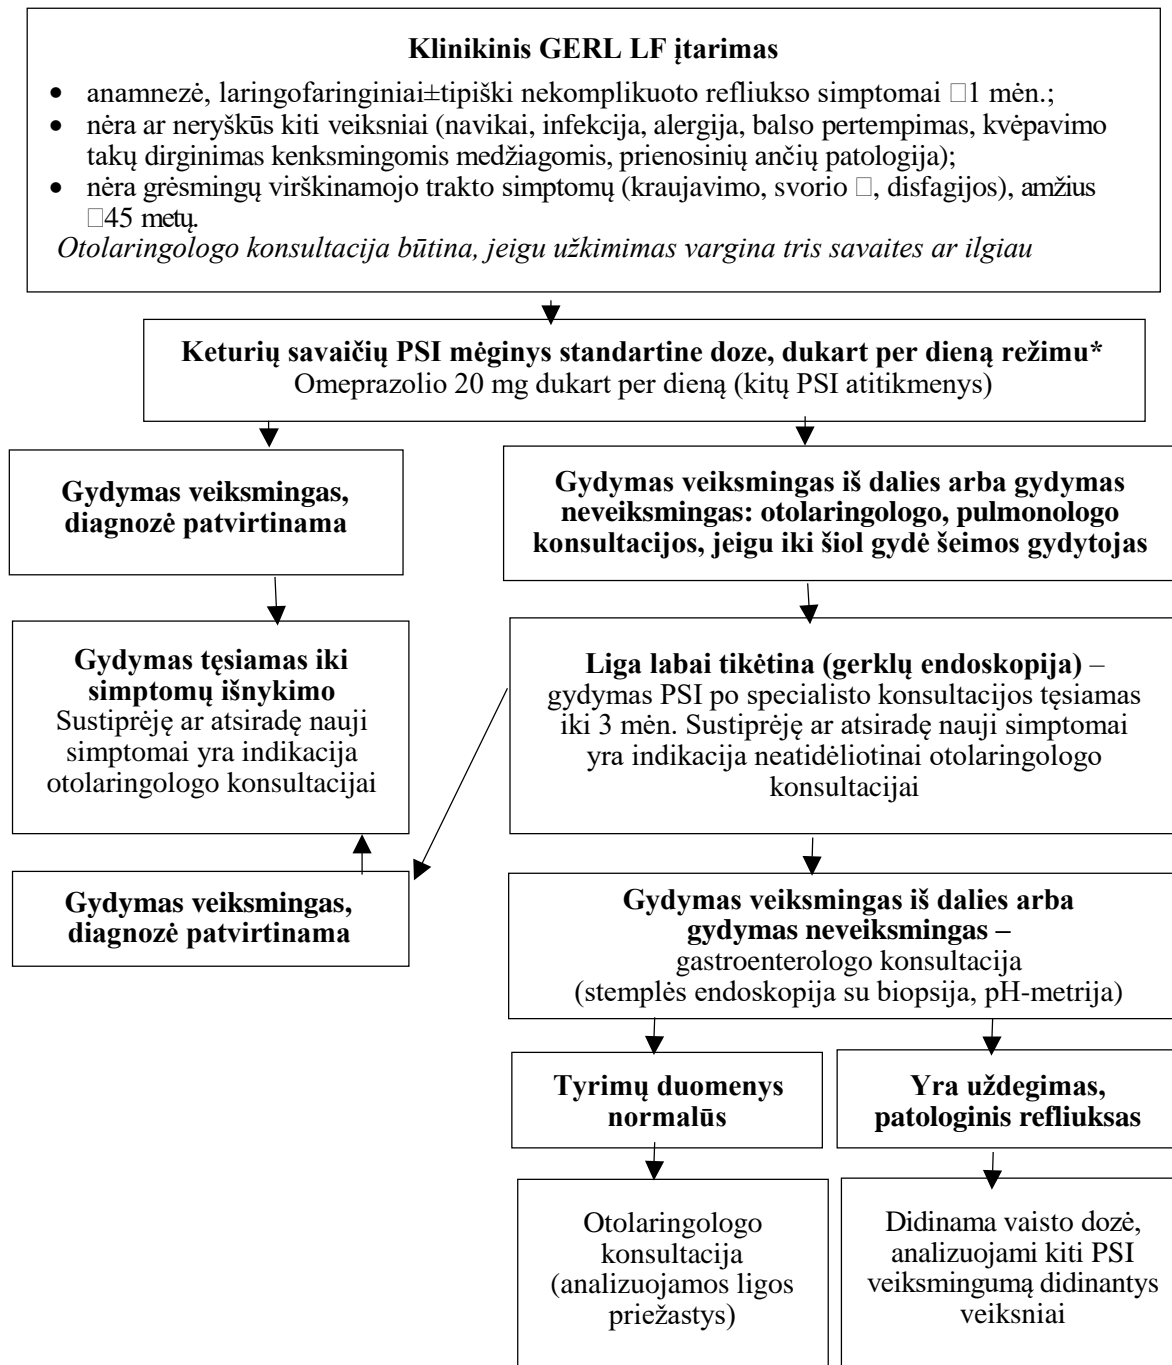 Klinikinis GERL LF įtarimas
• anamnezė, laringofaringiniai±tipiški nekomplikuoto refliukso simptomai □1 mėn.;
• nėra ar neryškūs kiti veiksniai (navikai, infekcija, alergija, balso pertempimas, kvėpavimo
takų dirginimas kenksmingomis medžiagomis, prienosinių ančių patologija);
• nėra grėsmingų virškinamojo trakto simptomų (kraujavimo, svorio □, disfagijos), amžius
□45 metų.
Otolaringologo konsultacija būtina, jeigu užkimimas vargina tris savaites ar ilgiau
Keturių savaičių PSI mėginys standartine doze, dukart per dieną režimu*
Omeprazolio 20 mg dukart per dieną (kitų PSI atitikmenys)
Gydymas veiksmingas,
diagnozė patvirtinama
Gydymas veiksmingas iš dalies arba gydymas
neveiksmingas: otolaringologo, pulmonologo
konsultacijos, jeigu iki šiol gydė šeimos gydytojas
Gydymas tęsiamas iki
simptomų išnykimo
Sustiprėję ar atsiradę nauji
simptomai yra indikacija
otolaringologo konsultacijai
Liga labai tikėtina (gerklų endoskopija) –
gydymas PSI po specialisto konsultacijos tęsiamas
iki 3 mėn. Sustiprėję ar atsiradę nauji simptomai
yra indikacija neatidėliotinai otolaringologo
konsultacijai
Gydymas veiksmingas,
diagnozė patvirtinama
Gydymas veiksmingas iš dalies arba
gydymas neveiksmingas –
gastroenterologo konsultacija
(stemplės endoskopija su biopsija, pH-metrija)
Tyrimų duomenys
normalūs
Yra uždegimas,
patologinis refliuksas
Otolaringologo
konsultacija
(analizuojamos ligos
priežastys)
Didinama vaisto dozė,
analizuojami kiti PSI
veiksmingumą didinantys
veiksniai